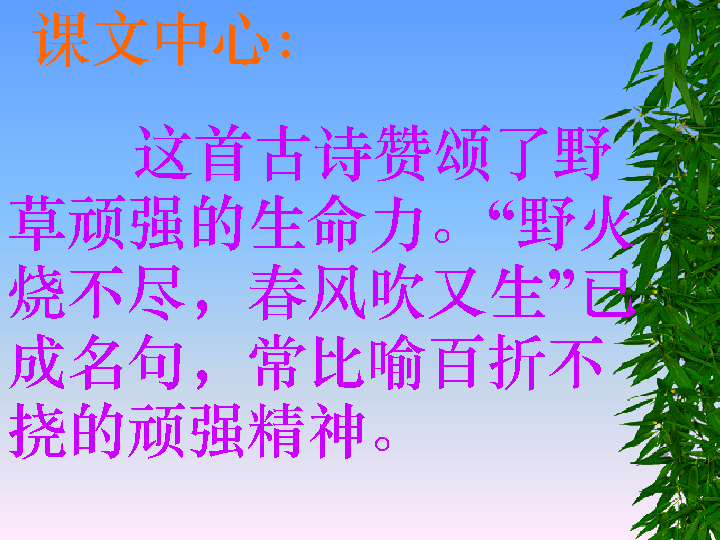 课文中心：
这首古诗赞颂了野
草顽强的生命力。“野火
烧不尽，春风吹又生”已
成名句，常比喻百折不
挠的顽强精神。